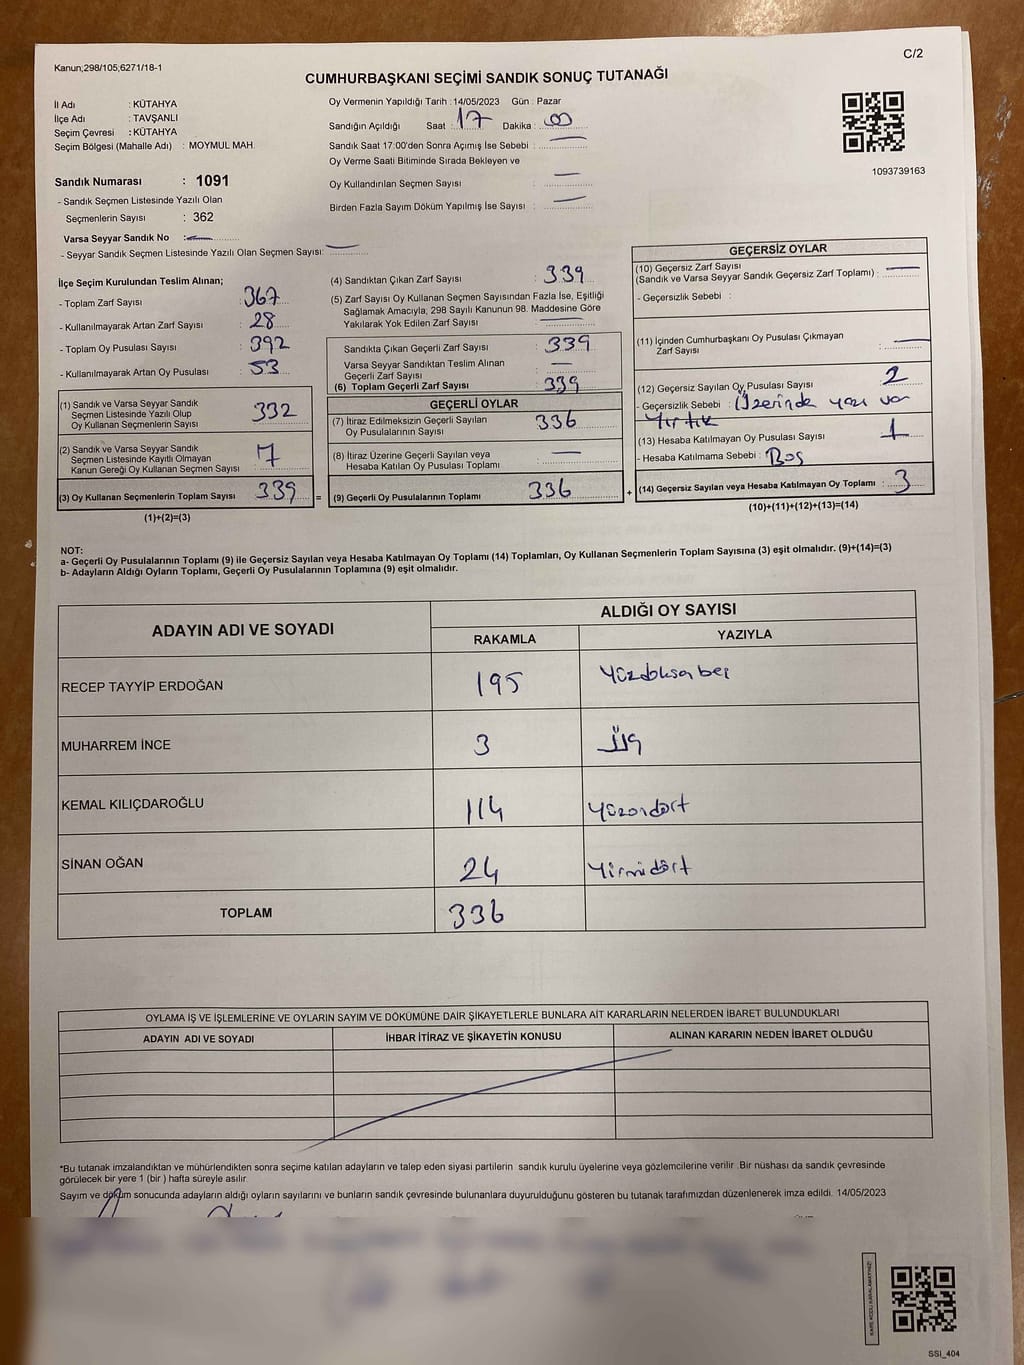 Kanun;298/105;6271/18-1
C/2
CUMHURBAŞKANI SEÇİMİ SANDIK SONUÇ TUTANAĞI
İl Adı : KÜTAHYA
İlçe Adı : TAVŞANLI
Seçim Çevresi : KÜTAHYA
Seçim Bölgesi (Mahalle Adı) : MOYMUL MAH.
Sandık Numarası : 1091
- Sandık Seçmen Listesinde Yazılı Olan
Seçmenlerin Sayısı : 362
Varsa Seyyar Sandık No : —
- Seyyar Sandık Seçmen Listesinde Yazılı Olan Seçmen Sayısı: —
Oy Vermenin Yapıldığı Tarih : 14/05/2023 Gün : Pazar
Sandığın Açıldığı Saat : 17 Dakika : 00
Sandık Saat 17:00'den Sonra Açımış İse Sebebi : —
Oy Verme Saati Bitiminde Sırada Bekleyen ve
Oy Kullandırılan Seçmen Sayısı : —
Birden Fazla Sayım Döküm Yapılmış İse Sayısı : —
1093739163
İlçe Seçim Kurulundan Teslim Alınan;
- Toplam Zarf Sayısı : 367
- Kullanılmayarak Artan Zarf Sayısı : 28
- Toplam Oy Pusulası Sayısı : 392
- Kullanılmayarak Artan Oy Pusulası : 53
(1) Sandık ve Varsa Seyyar Sandık
Seçmen Listesinde Yazılı Olup
Oy Kullanan Seçmenlerin Sayısı : 332
(2) Sandık ve Varsa Seyyar Sandık
Seçmen Listesinde Kayıtlı Olmayan
Kanun Gereği Oy Kullanan Seçmen Sayısı : 7
(3) Oy Kullanan Seçmenlerin Toplam Sayısı : 339 =
(1)+(2)=(3)
(4) Sandıktan Çıkan Zarf Sayısı : 339
(5) Zarf Sayısı Oy Kullanan Seçmen Sayısından Fazla İse, Eşitliği
Sağlamak Amacıyla; 298 Sayılı Kanunun 98. Maddesine Göre
Yakılarak Yok Edilen Zarf Sayısı : —
Sandıkta Çıkan Geçerli Zarf Sayısı : 339
Varsa Seyyar Sandıktan Teslim Alınan
Geçerli Zarf Sayısı : —
(6) Toplam Geçerli Zarf Sayısı : 339
GEÇERLİ OYLAR
(7) İtiraz Edilmeksizin Geçerli Sayılan
Oy Pusulalarının Sayısı : 336
(8) İtiraz Üzerine Geçerli Sayılan veya
Hesaba Katılan Oy Pusulası Toplamı : —
(9) Geçerli Oy Pusulalarının Toplamı : 336 +
GEÇERSİZ OYLAR
(10) Geçersiz Zarf Sayısı
(Sandık ve Varsa Seyyar Sandık Geçersiz Zarf Toplamı) : —
- Geçersizlik Sebebi :
(11) İçinden Cumhurbaşkanı Oy Pusulası Çıkmayan
Zarf Sayısı : —
(12) Geçersiz Sayılan Oy Pusulası Sayısı : 2
- Geçersizlik Sebebi : Üzerinde yazı var
Yırtık
(13) Hesaba Katılmayan Oy Pusulası Sayısı : 1
- Hesaba Katılmama Sebebi : Boş
(14) Geçersiz Sayılan veya Hesaba Katılmayan Oy Toplamı : 3
(10)+(11)+(12)+(13)=(14)
NOT:
a- Geçerli Oy Pusulalarının Toplamı (9) ile Geçersiz Sayılan veya Hesaba Katılmayan Oy Toplamı (14) Toplamları, Oy Kullanan Seçmenlerin Toplam Sayısına (3) eşit olmalıdır. (9)+(14)=(3)
b- Adayların Aldığı Oyların Toplamı, Geçerli Oy Pusulalarının Toplamına (9) eşit olmalıdır.
ADAYIN ADI VE SOYADI
ALDIĞI OY SAYISI
RAKAMLA YAZIYLA
RECEP TAYYİP ERDOĞAN 195 Yüzdoksa beş
MUHARREM İNCE 3 Üç
KEMAL KILIÇDAROĞLU 114 Yüzondört
SİNAN OĞAN 24 Yirmidört
TOPLAM 336
OYLAMA İŞ VE İŞLEMLERİNE VE OYLARIN SAYIM VE DÖKÜMÜNE DAİR ŞİKAYETLERLE BUNLARA AİT KARARLARIN NELERDEN İBARET BULUNDUKLARI
ADAYIN ADI VE SOYADI İHBAR İTİRAZ VE ŞİKAYETİN KONUSU ALINAN KARARIN NEDEN İBARET OLDUĞU
*Bu tutanak imzalandıktan ve mühürlendikten sonra seçime katılan adayların ve talep eden siyasi partilerin sandık kurulu üyelerine veya gözlemcilerine verilir .Bir nüshası da sandık çevresinde
görülecek bir yere 1 (bir ) hafta süreyle asılır
Sayım ve döküm sonucunda adayların aldığı oyların sayılarını ve bunların sandık çevresinde bulunanlara duyurulduğunu gösteren bu tutanak tarafımızdan düzenlenerek imza edildi. 14/05/2023
KARE KODU KARALAMAYINIZ!
SSİ_404